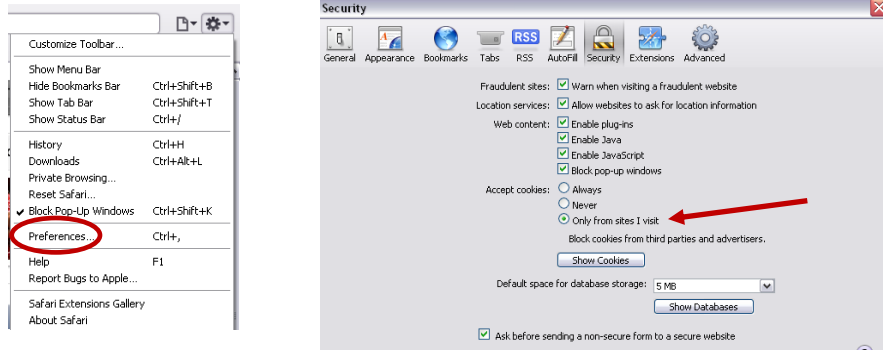 Customize Toolbar...
Show Menu Bar
Hide Bookmarks Bar Ctrl+Shift+B
Show Tab Bar Ctrl+Shift+T
Show Status Bar Ctrl+/
History Ctrl+H
Downloads Ctrl+Alt+L
Private Browsing...
Reset Safari...
Block Pop-Up Windows Ctrl+Shift+K
Preferences... Ctrl+,
Help F1
Report Bugs to Apple...
Safari Extensions Gallery
About Safari
Security
RSS
General Appearance Bookmarks Tabs RSS AutoFill Security Extensions Advanced
Fraudulent sites: Warn when visiting a fraudulent website
Location services: Allow websites to ask for location information
Web content: Enable plug-ins
Enable Java
Enable JavaScript
Block pop-up windows
Accept cookies: Always
Never
Only from sites I visit
Block cookies from third parties and advertisers.
Show Cookies
Default space for database storage: 5 MB
Show Databases
Ask before sending a non-secure form to a secure website